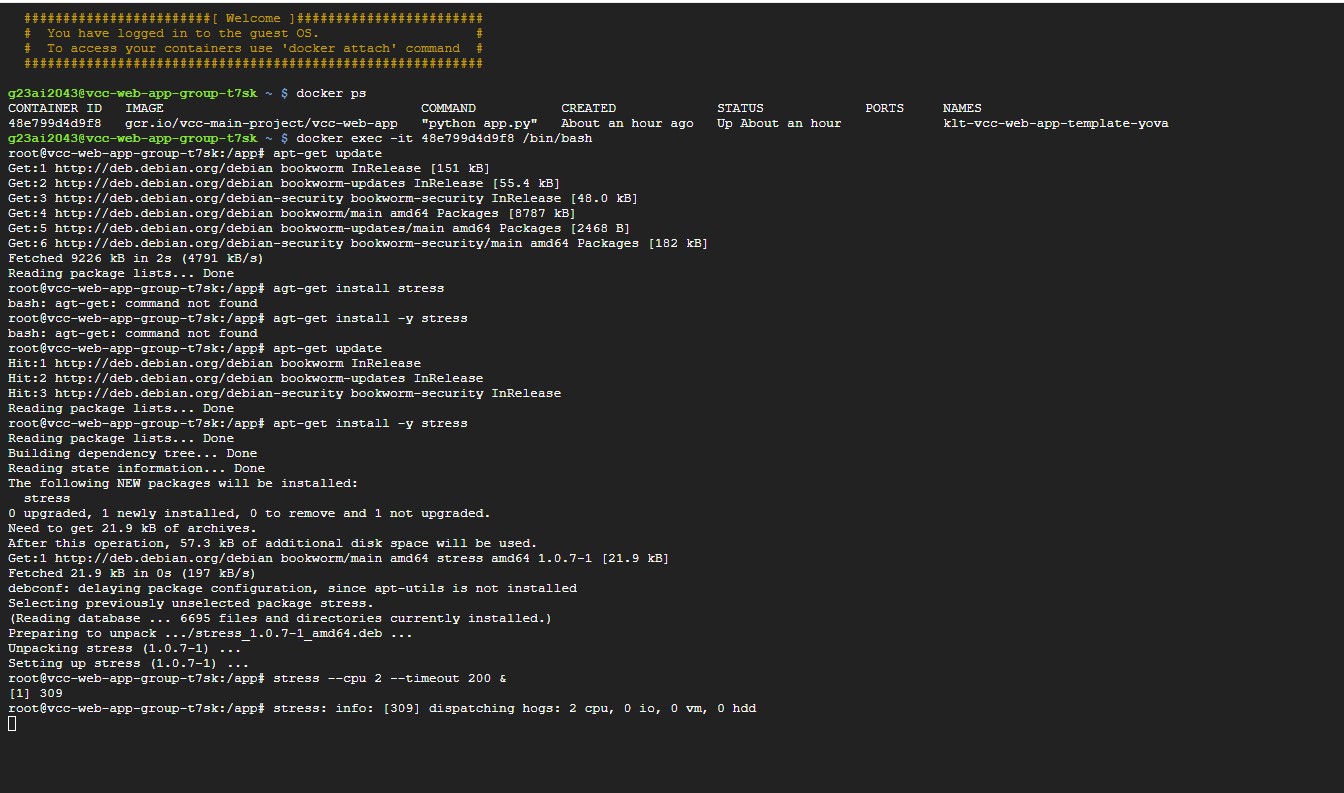 ########################[ Welcome ]########################
#  You have logged in to the guest OS.                    #
#  To access your containers use 'docker attach' command  #
###########################################################
g23ai2043@vcc-web-app-group-t7sk ~ $ docker ps
CONTAINER ID   IMAGE                                 COMMAND           CREATED             STATUS             PORTS     NAMES
48e799d4d9f8   gcr.io/vcc-main-project/vcc-web-app   "python app.py"   About an hour ago   Up About an hour             klt-vcc-web-app-template-yova
g23ai2043@vcc-web-app-group-t7sk ~ $ docker exec -it 48e799d4d9f8 /bin/bash
root@vcc-web-app-group-t7sk:/app# apt-get update
Get:1 http://deb.debian.org/debian bookworm InRelease [151 kB]
Get:2 http://deb.debian.org/debian bookworm-updates InRelease [55.4 kB]
Get:3 http://deb.debian.org/debian-security bookworm-security InRelease [48.0 kB]
Get:4 http://deb.debian.org/debian bookworm/main amd64 Packages [8787 kB]
Get:5 http://deb.debian.org/debian bookworm-updates/main amd64 Packages [2468 B]
Get:6 http://deb.debian.org/debian-security bookworm-security/main amd64 Packages [182 kB]
Fetched 9226 kB in 2s (4791 kB/s)
Reading package lists... Done
root@vcc-web-app-group-t7sk:/app# agt-get install stress
bash: agt-get: command not found
root@vcc-web-app-group-t7sk:/app# agt-get install -y stress
bash: agt-get: command not found
root@vcc-web-app-group-t7sk:/app# apt-get update
Hit:1 http://deb.debian.org/debian bookworm InRelease
Hit:2 http://deb.debian.org/debian bookworm-updates InRelease
Hit:3 http://deb.debian.org/debian-security bookworm-security InRelease
Reading package lists... Done
root@vcc-web-app-group-t7sk:/app# apt-get install -y stress
Reading package lists... Done
Building dependency tree... Done
Reading state information... Done
The following NEW packages will be installed:
  stress
0 upgraded, 1 newly installed, 0 to remove and 1 not upgraded.
Need to get 21.9 kB of archives.
After this operation, 57.3 kB of additional disk space will be used.
Get:1 http://deb.debian.org/debian bookworm/main amd64 stress amd64 1.0.7-1 [21.9 kB]
Fetched 21.9 kB in 0s (197 kB/s)
debconf: delaying package configuration, since apt-utils is not installed
Selecting previously unselected package stress.
(Reading database ... 6695 files and directories currently installed.)
Preparing to unpack .../stress_1.0.7-1_amd64.deb ...
Unpacking stress (1.0.7-1) ...
Setting up stress (1.0.7-1) ...
root@vcc-web-app-group-t7sk:/app# stress --cpu 2 --timeout 200 &
[1] 309
root@vcc-web-app-group-t7sk:/app# stress: info: [309] dispatching hogs: 2 cpu, 0 io, 0 vm, 0 hdd